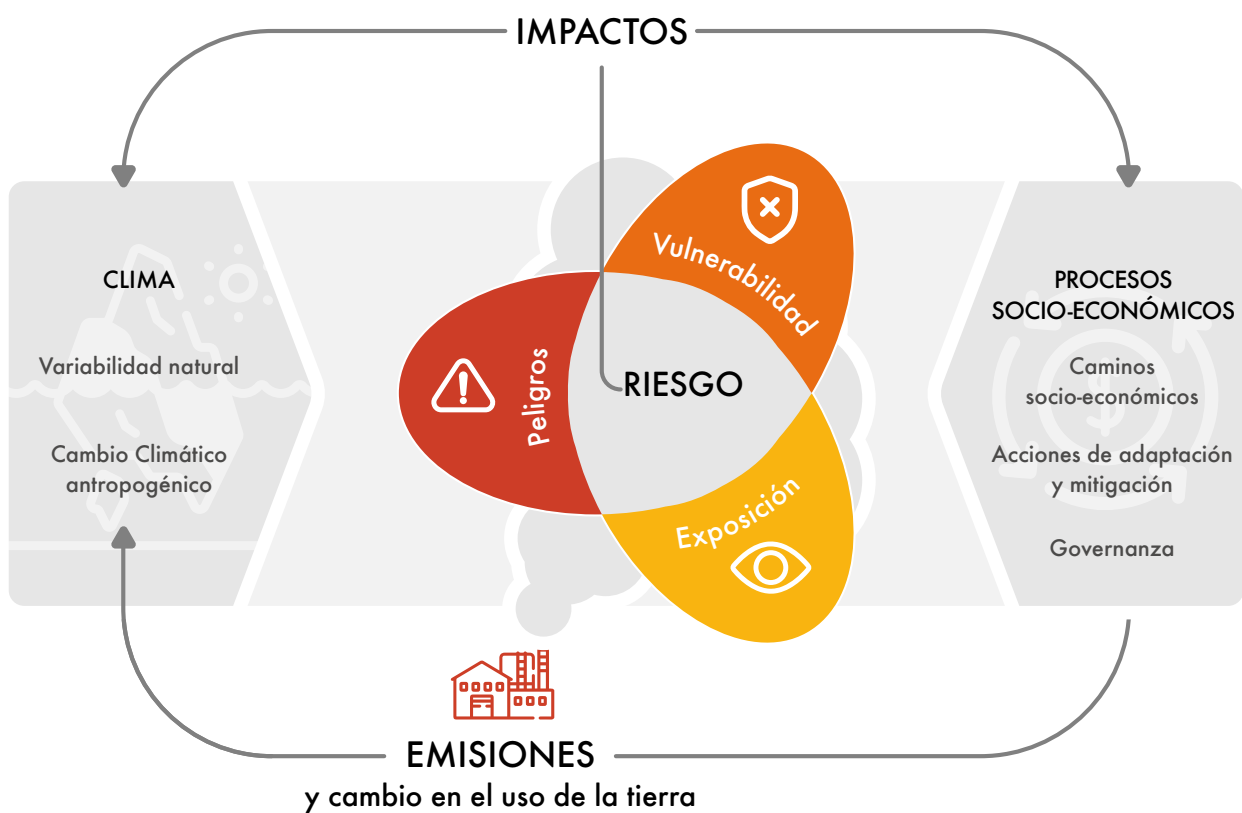 IMPACTOS
CLIMA
Variabilidad natural
Cambio Climático
antropogénico
Peligros
Vulnerabilidad
RIESGO
Exposición
PROCESOS
SOCIO-ECONÓMICOS
Caminos
socio-económicos
Acciones de adaptación
y mitigación
Governanza
EMISIONES
y cambio en el uso de la tierra